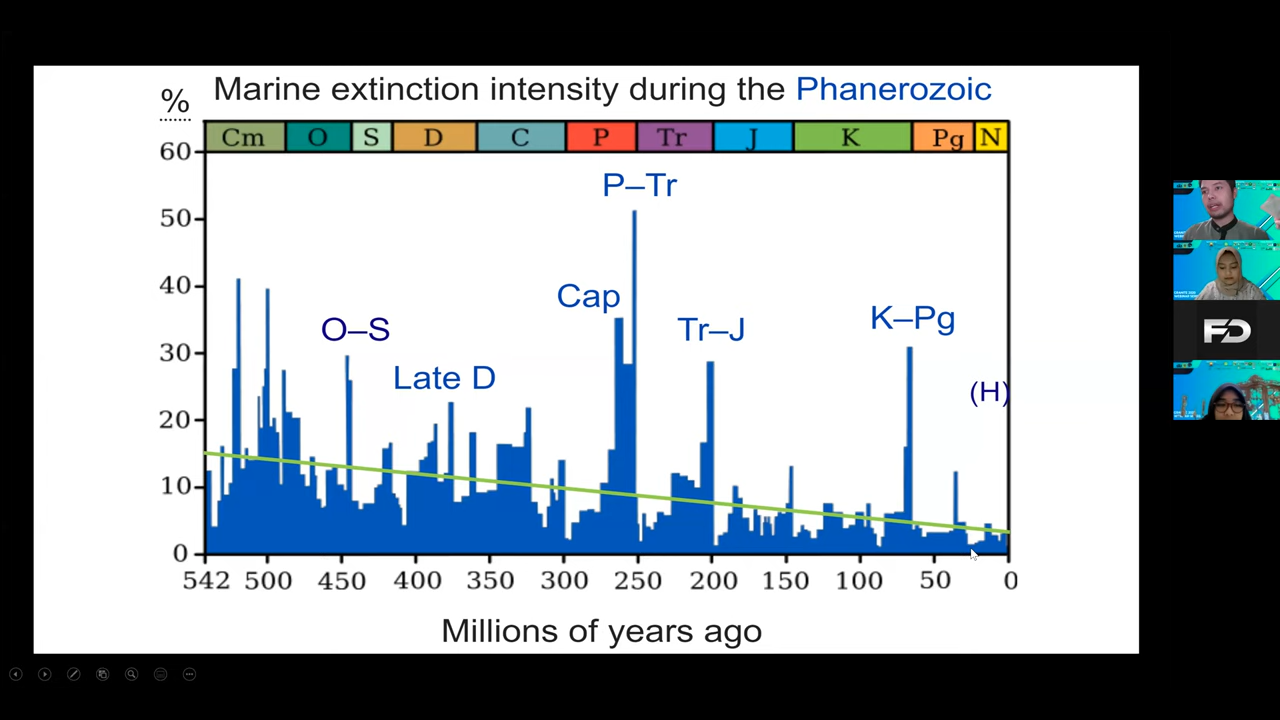 Marine extinction intensity during the Phanerozoic
%
Cm O S D C P Tr J K Pg N
60
P–Tr
50
40
Cap
K–Pg
O–S
Tr–J
30
Late D
(H)
20
10
0
542 500 450 400 350 300 250 200 150 100 50 0
Millions of years ago
FD